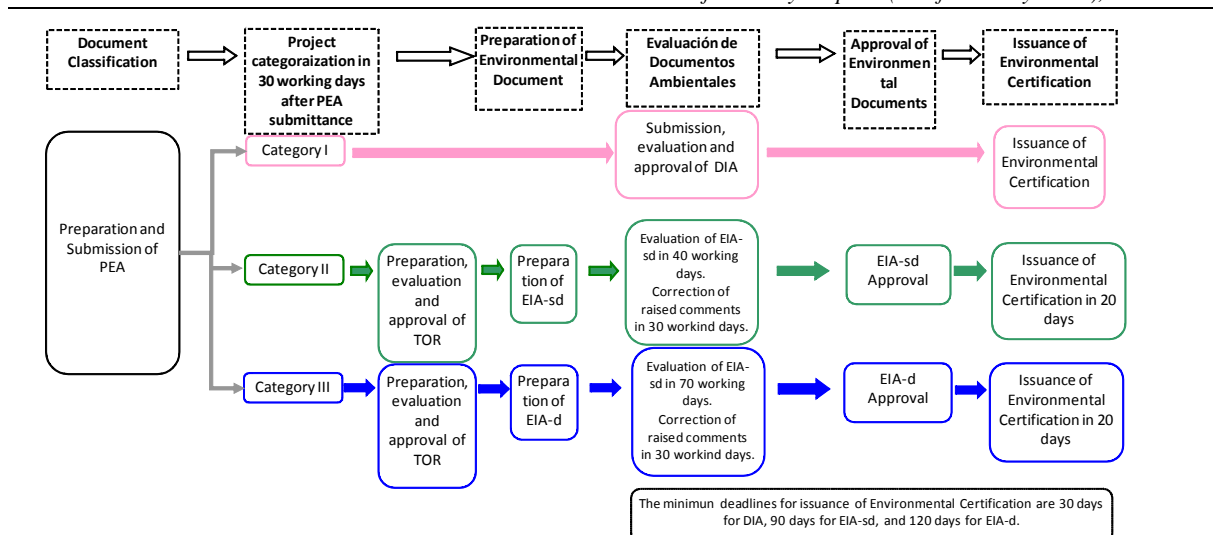 Document
Classification
Project
categoraization in
30 working days
after PEA
submittance
Preparation of
Environmental
Document
Evaluación de
Documentos
Ambientales
Approval of
Environmen
tal
Documents
Issuance of
Environmental
Certification
Preparation and
Submission of
PEA
Category I
Submission,
evaluation and
approval of DIA
Issuance of
Environmental
Certification
Category II
Preparation,
evaluation
and
approval of
TOR
Prepara
tion of
EIA-sd
Evaluation of EIA-
sd in 40 working
days.
Correction of
raised comments
in 30 workind days.
EIA-sd
Approval
Issuance of
Environmental
Certification in 20
days
Category III
Preparation,
evaluation
and
approval of
TOR
Prepara
tion of
EIA-d
Evaluation of EIA-
sd in 70 working
days.
Correction of
raised comments
in 30 workind days.
EIA-d
Approval
Issuance of
Environmental
Certification in 20
days
The minimun deadlines for issuance of Environmental Certification are 30 days
for DIA, 90 days for EIA-sd, and 120 days for EIA-d.